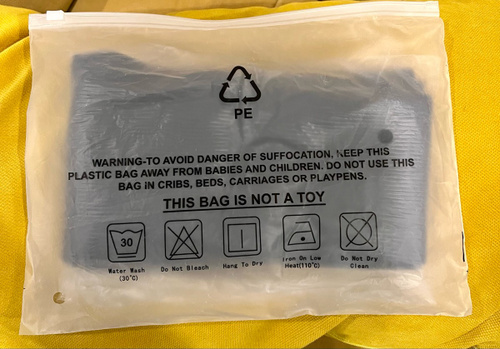 PE
WARNING-TO AVOID DANGER OF SUFFOCATION, KEEP THIS
PLASTIC BAG AWAY FROM BABIES AND CHILDREN. DO NOT USE THIS
BAG IN CRIBS, BEDS, CARRIAGES OR PLAYPENS.
THIS BAG IS NOT A TOY
30
Water Wash
(30°C)
Do Not Bleach
Hang To Dry
Iron On Low
Heat(110°C)
Do Not Dry
Clean